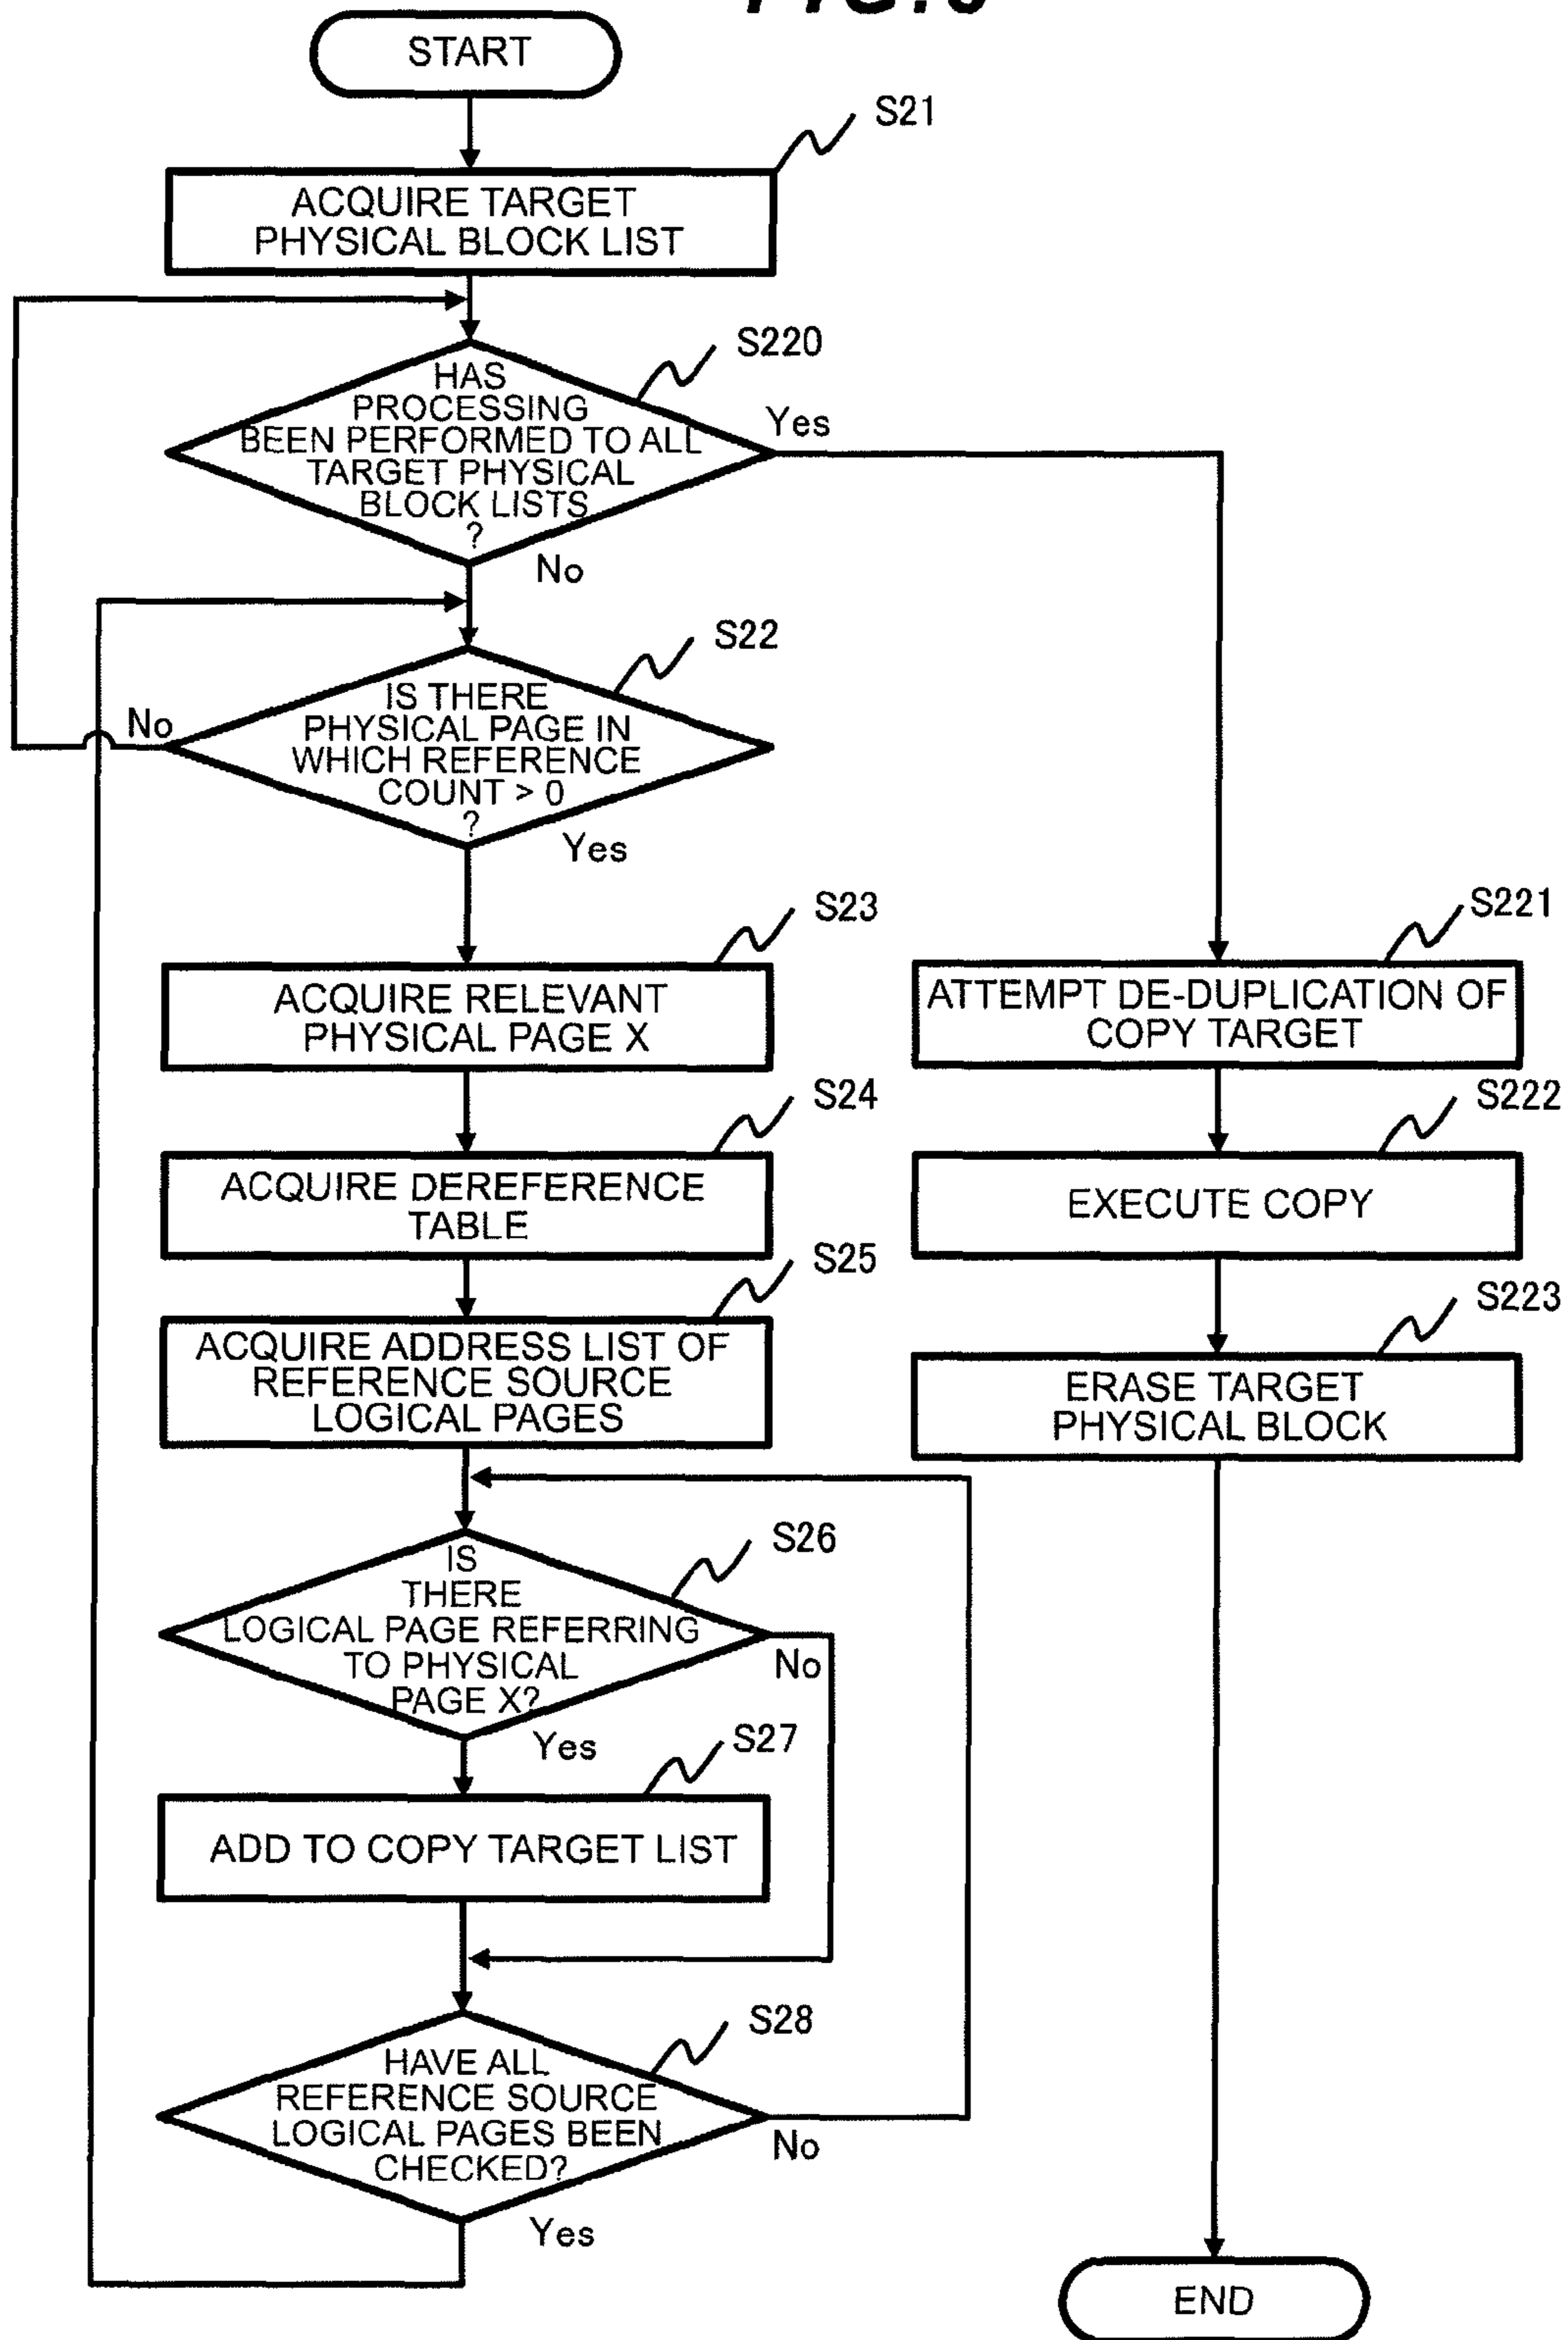 START
S21
ACQUIRE TARGET
PHYSICAL BLOCK LIST
S220
HAS
PROCESSING
BEEN PERFORMED TO ALL
TARGET PHYSICAL
BLOCK LISTS
?
Yes
No
S22
IS THERE
PHYSICAL PAGE IN
WHICH REFERENCE
COUNT > 0
?
No
Yes
S23
ACQUIRE RELEVANT
PHYSICAL PAGE X
S24
ACQUIRE DEREFERENCE
TABLE
S25
ACQUIRE ADDRESS LIST OF
REFERENCE SOURCE
LOGICAL PAGES
S26
IS
THERE
LOGICAL PAGE REFERRING
TO PHYSICAL
PAGE X?
No
Yes
S27
ADD TO COPY TARGET LIST
S28
HAVE ALL
REFERENCE SOURCE
LOGICAL PAGES BEEN
CHECKED?
No
Yes
S221
ATTEMPT DE-DUPLICATION OF
COPY TARGET
S222
EXECUTE COPY
S223
ERASE TARGET
PHYSICAL BLOCK
END